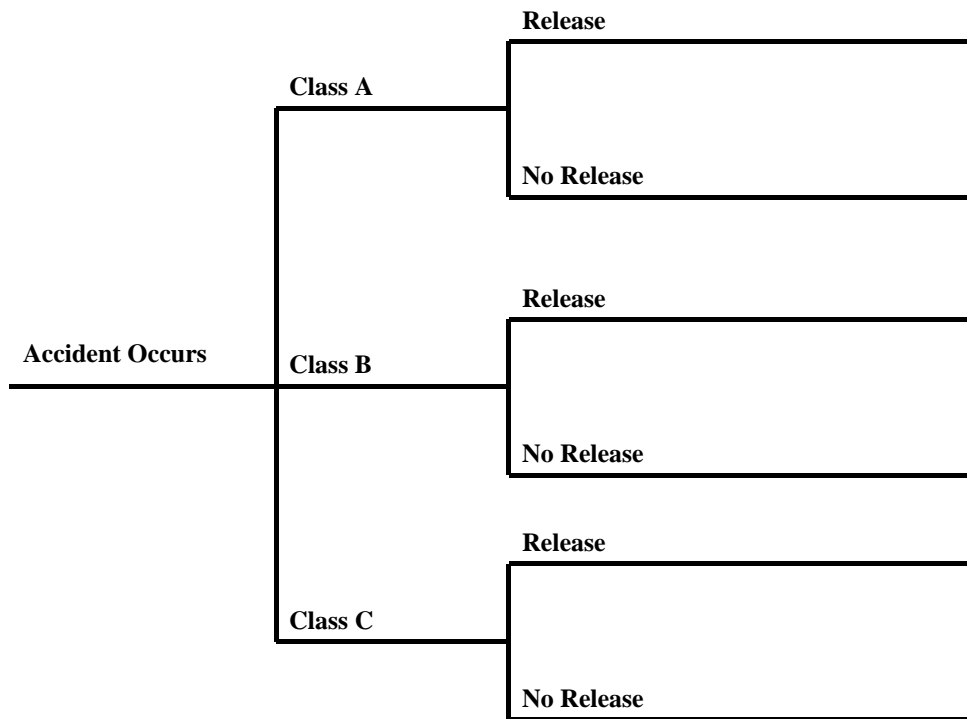 Release
Class A
No Release
Release
Accident Occurs
Class B
No Release
Release
Class C
No Release